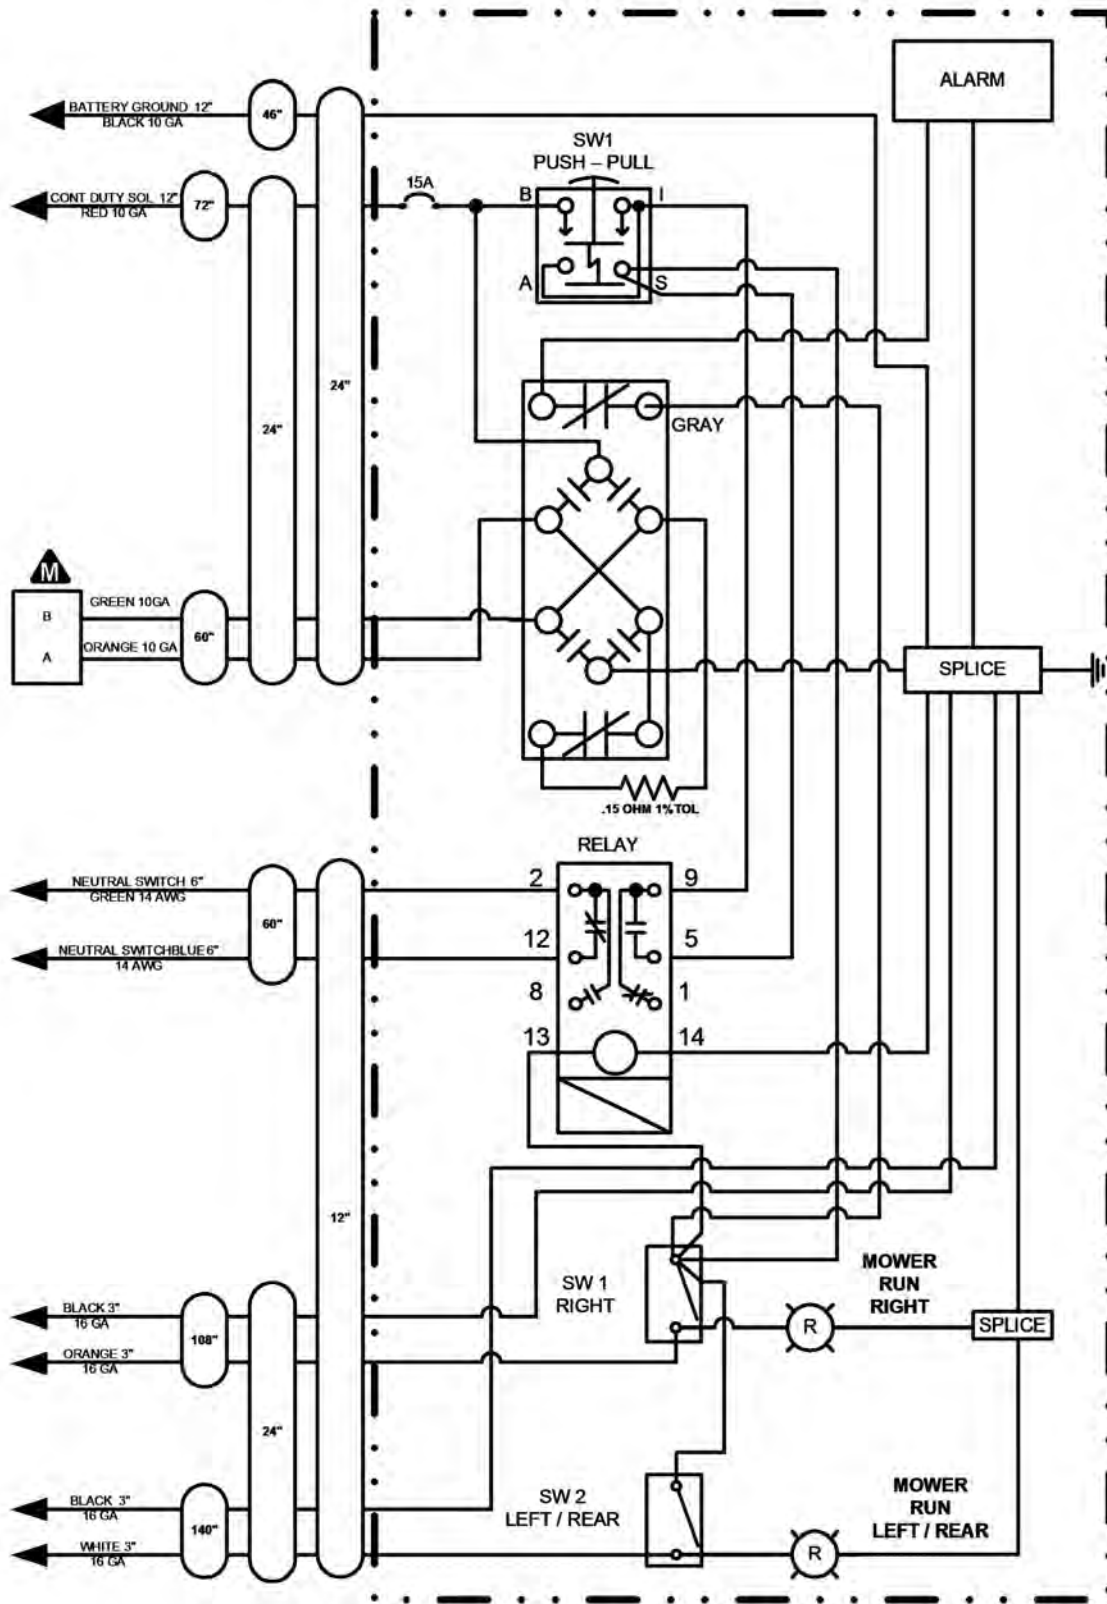 ALARM
BATTERY GROUND 12"
BLACK 10 GA
46"
SW1
PUSH – PULL
CONT DUTY SOL 12"
RED 10 GA
72"
15A
B
I
A
S
24"
24"
GRAY
M
B
A
GREEN 10GA
ORANGE 10 GA
60"
SPLICE
.15 OHM 1% TOL
RELAY
NEUTRAL SWITCH 6"
GREEN 14 AWG
60"
NEUTRAL SWITCHBLUE 6"
14 AWG
2
9
12
5
8
1
13
14
12"
SW 1
RIGHT
MOWER
RUN
RIGHT
BLACK 3"
16 GA
108"
ORANGE 3"
16 GA
R
SPLICE
24"
BLACK 3"
16 GA
140"
WHITE 3"
16 GA
SW 2
LEFT / REAR
MOWER
RUN
LEFT / REAR
R